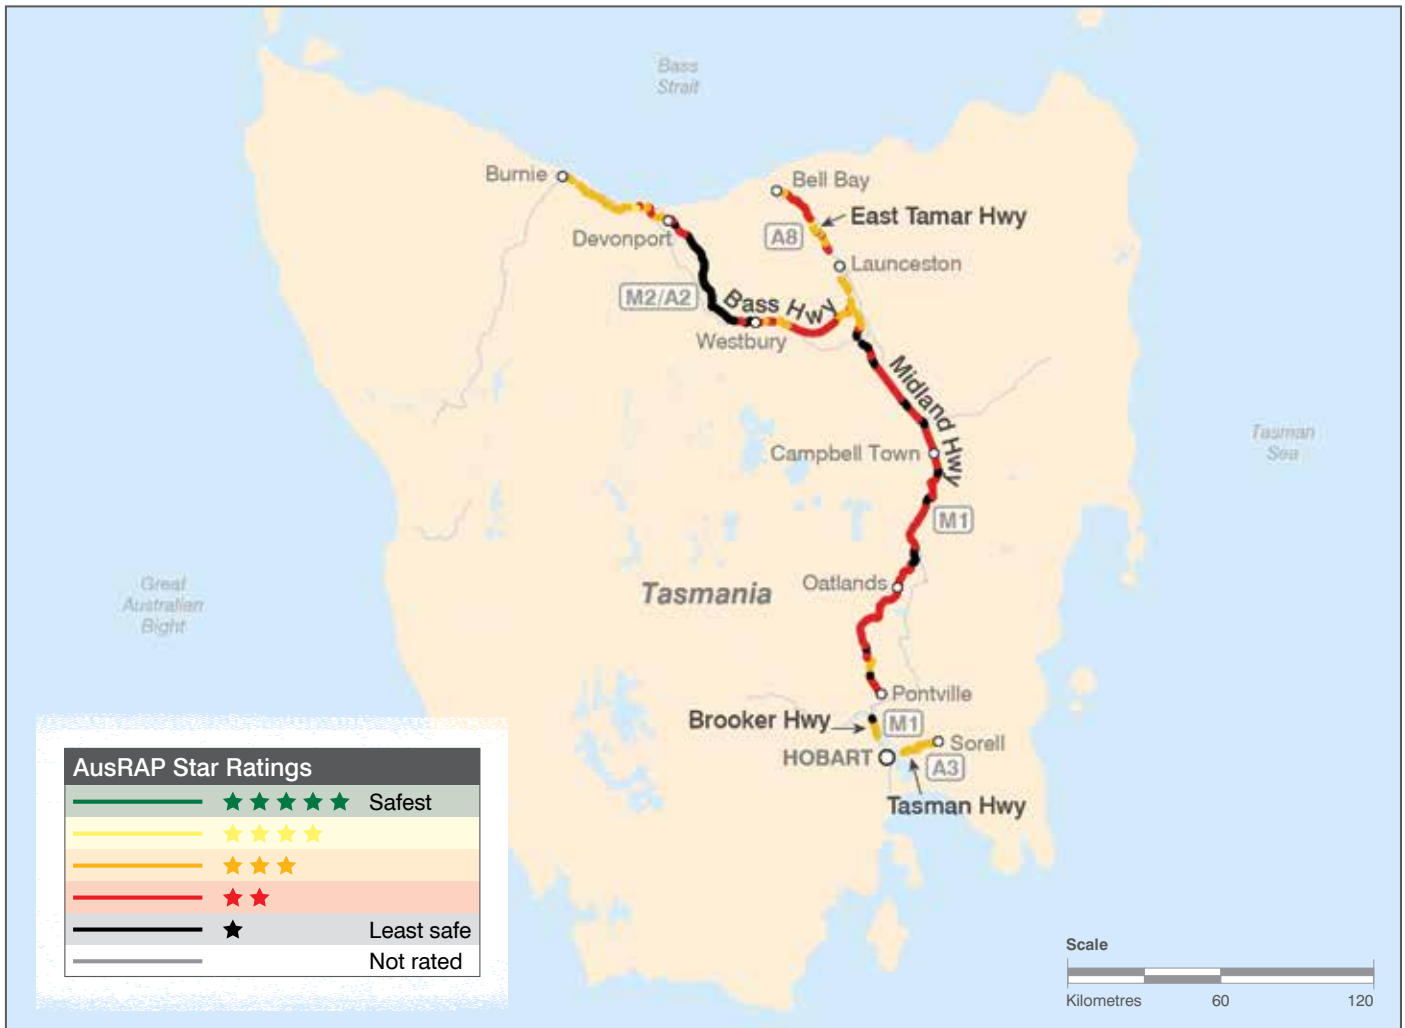 Bass
Strait
Burnie
Bell Bay
East Tamar Hwy
A8
Devonport
Launceston
M2/A2
Bass Hwy
Westbury
Midland Hwy
Tasman
Sea
Campbell Town
M1
Great
Australian
Bight
Tasmania
Oatlands
Pontville
Brooker Hwy
M1
Sorell
HOBART
A3
Tasman Hwy
AusRAP Star Ratings
Safest
Least safe
Not rated
Scale
Kilometres 60 120